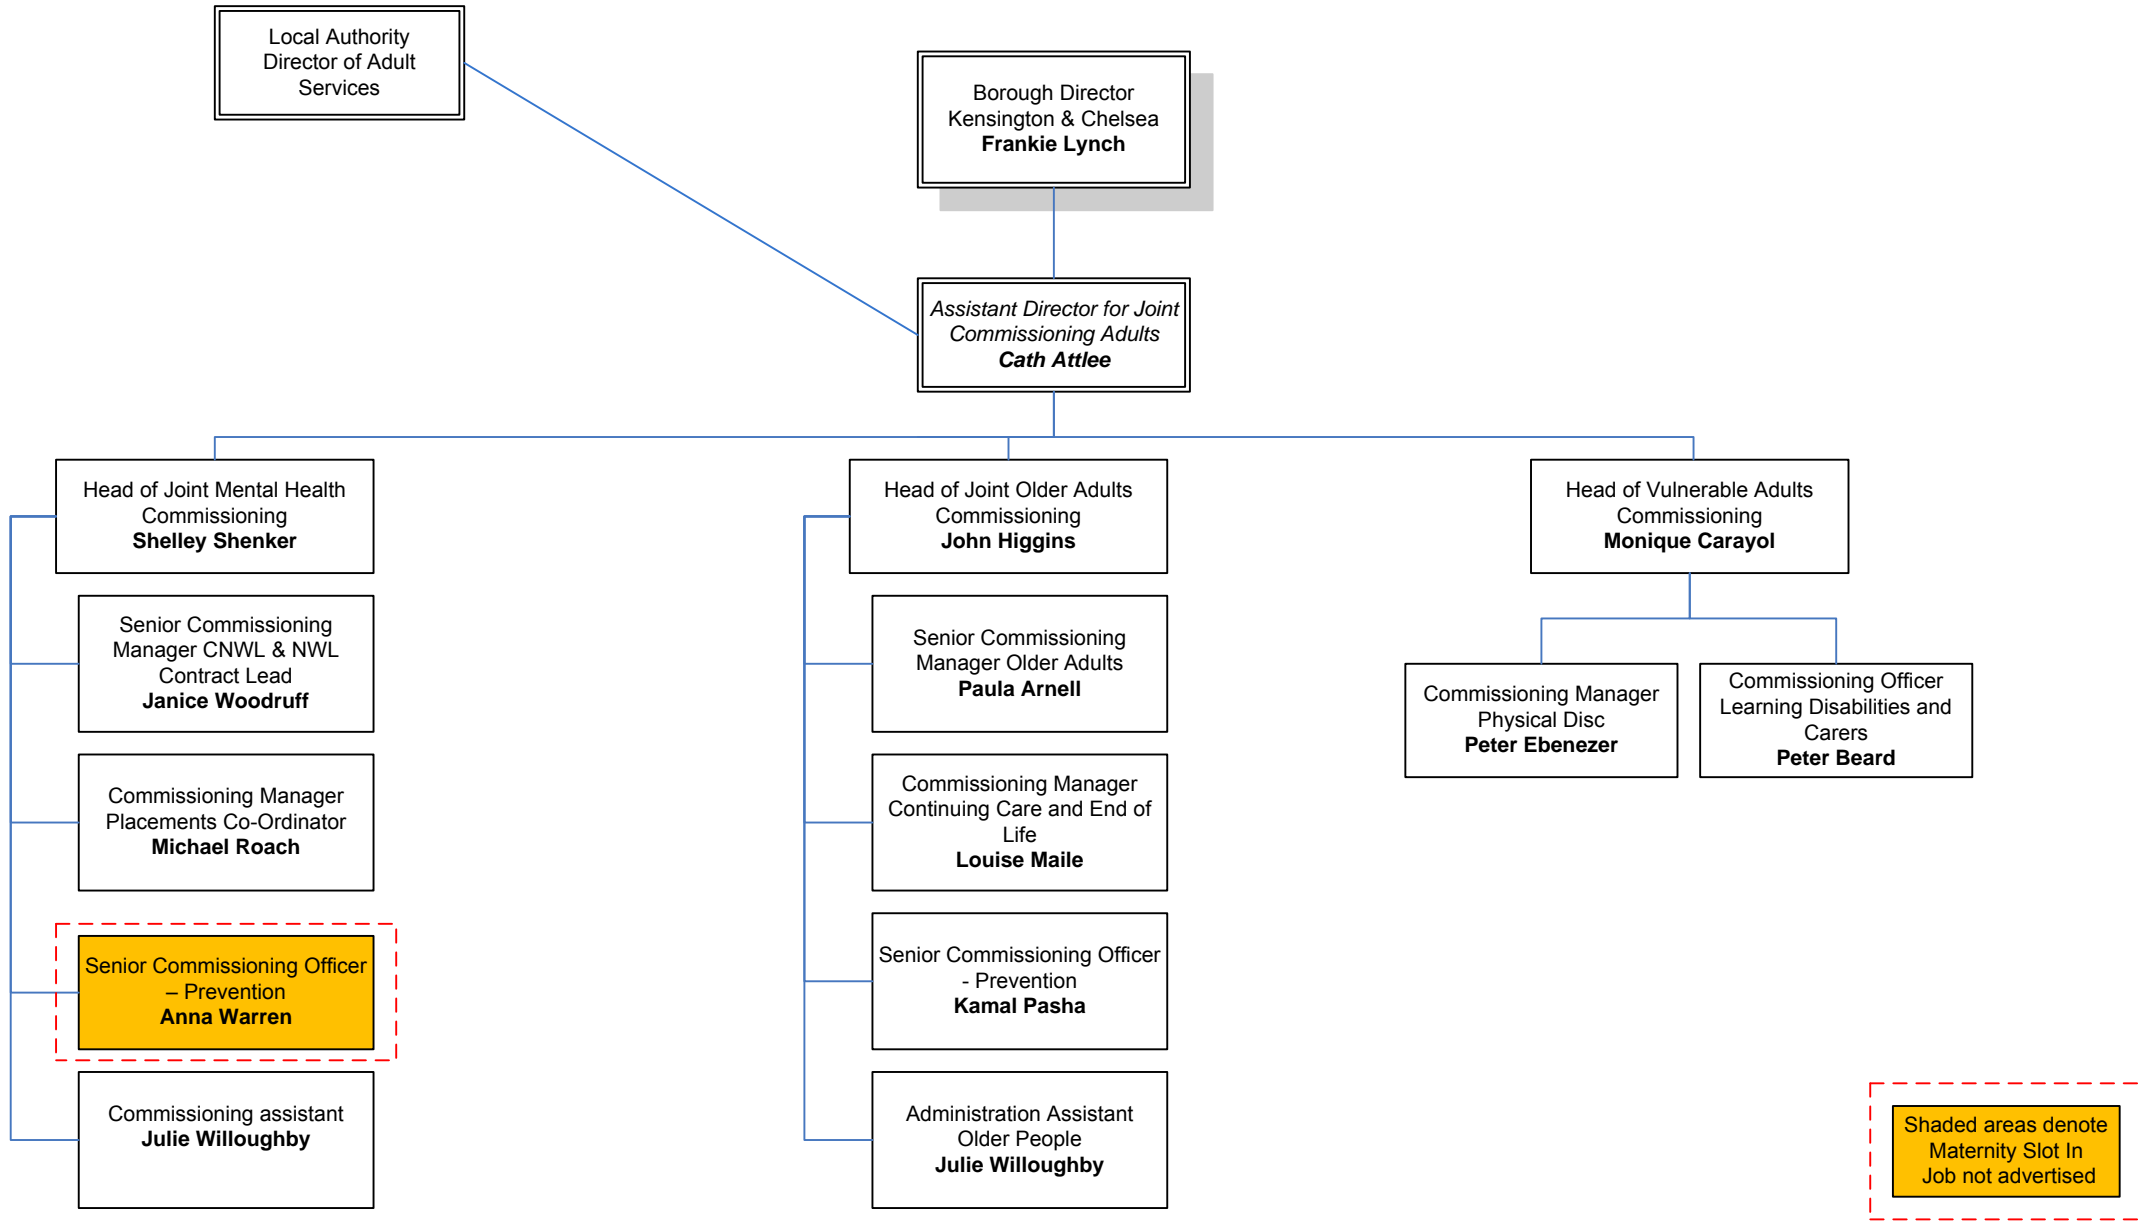 Local Authority
Director of Adult
Services
Borough Director
Kensington & Chelsea
Frankie Lynch
Assistant Director for Joint
Commissioning Adults
Cath Attlee
Head of Joint Mental Health
Commissioning
Shelley Shenker
Head of Joint Older Adults
Commissioning
John Higgins
Head of Vulnerable Adults
Commissioning
Monique Carayol
Senior Commissioning
Manager CNWL & NWL
Contract Lead
Janice Woodruff
Commissioning Manager
Placements Co-Ordinator
Michael Roach
Senior Commissioning Officer
– Prevention
Anna Warren
Commissioning assistant
Julie Willoughby
Senior Commissioning
Manager Older Adults
Paula Arnell
Commissioning Manager
Continuing Care and End of
Life
Louise Maile
Senior Commissioning Officer
- Prevention
Kamal Pasha
Administration Assistant
Older People
Julie Willoughby
Commissioning Manager
Physical Disc
Peter Ebenezer
Commissioning Officer
Learning Disabilities and
Carers
Peter Beard
Shaded areas denote
Maternity Slot In
Job not advertised